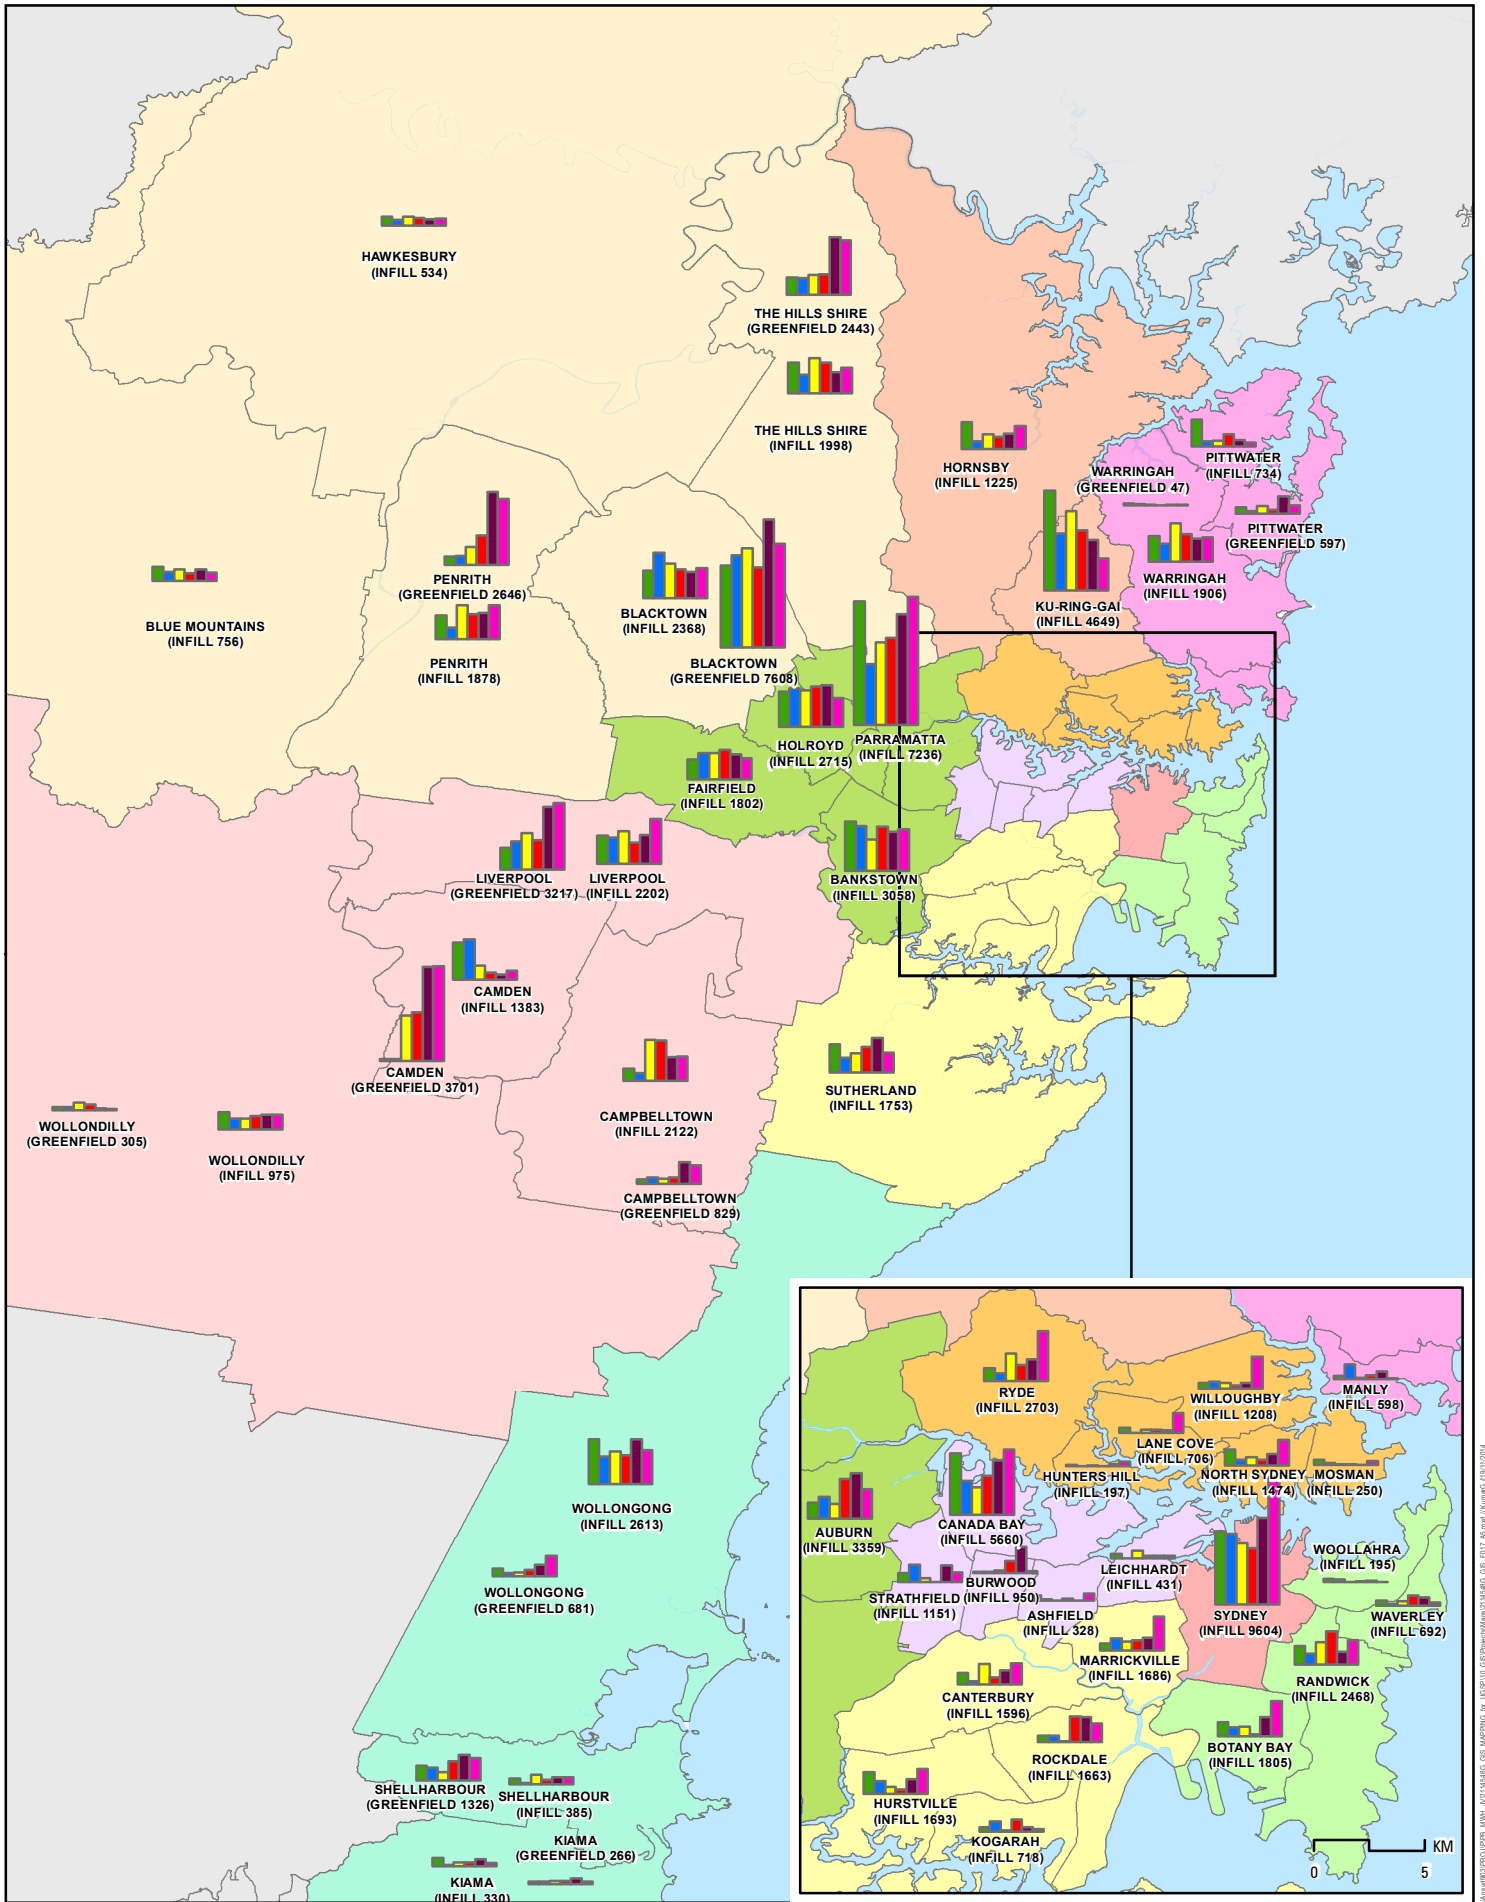 HAWKESBURY
(INFILL 534)
THE HILLS SHIRE
(GREENFIELD 2443)
THE HILLS SHIRE
(INFILL 1998)
HORNSBY
(INFILL 1225)
PITTWATER
(INFILL 734)
WARRINGAH
(GREENFIELD 47)
PITTWATER
(GREENFIELD 597)
WARRINGAH
(INFILL 1906)
KU-RING-GAI
(INFILL 4649)
PENRITH
(GREENFIELD 2646)
BLUE MOUNTAINS
(INFILL 756)
PENRITH
(INFILL 1878)
BLACKTOWN
(INFILL 2368)
BLACKTOWN
(GREENFIELD 7608)
HOLROYD
(INFILL 2715)
PARRAMATTA
(INFILL 7236)
FAIRFIELD
(INFILL 1802)
LIVERPOOL
(GREENFIELD 3217)
LIVERPOOL
(INFILL 2202)
BANKSTOWN
(INFILL 3058)
CAMDEN
(INFILL 1383)
CAMDEN
(GREENFIELD 3701)
SUTHERLAND
(INFILL 1753)
WOLLONDILLY
(GREENFIELD 305)
WOLLONDILLY
(INFILL 975)
CAMPBELLTOWN
(INFILL 2122)
CAMPBELLTOWN
(GREENFIELD 829)
WOLLONGONG
(INFILL 2613)
WOLLONGONG
(GREENFIELD 681)
SHELLHARBOUR
(GREENFIELD 1326)
SHELLHARBOUR
(INFILL 385)
KIAMA
(GREENFIELD 266)
KIAMA
(INFILL 330)
RYDE
(INFILL 2703)
WILLOUGHBY
(INFILL 1208)
MANLY
(INFILL 598)
LANE COVE
(INFILL 706)
HUNTERS HILL
(INFILL 197)
NORTH SYDNEY
(INFILL 1474)
MOSMAN
(INFILL 250)
AUBURN
(INFILL 3359)
CANADA BAY
(INFILL 5660)
WOOLLAHRA
(INFILL 195)
LEICHHARDT
(INFILL 431)
BURWOOD
(INFILL 950)
STRATHFIELD
(INFILL 1151)
ASHFIELD
(INFILL 328)
SYDNEY
(INFILL 9604)
WAVERLEY
(INFILL 692)
MARRICKVILLE
(INFILL 1686)
RANDWICK
(INFILL 2468)
CANTERBURY
(INFILL 1596)
ROCKDALE
(INFILL 1663)
BOTANY BAY
(INFILL 1805)
HURSTVILLE
(INFILL 1693)
KOGARAH
(INFILL 718)
KM
0 5